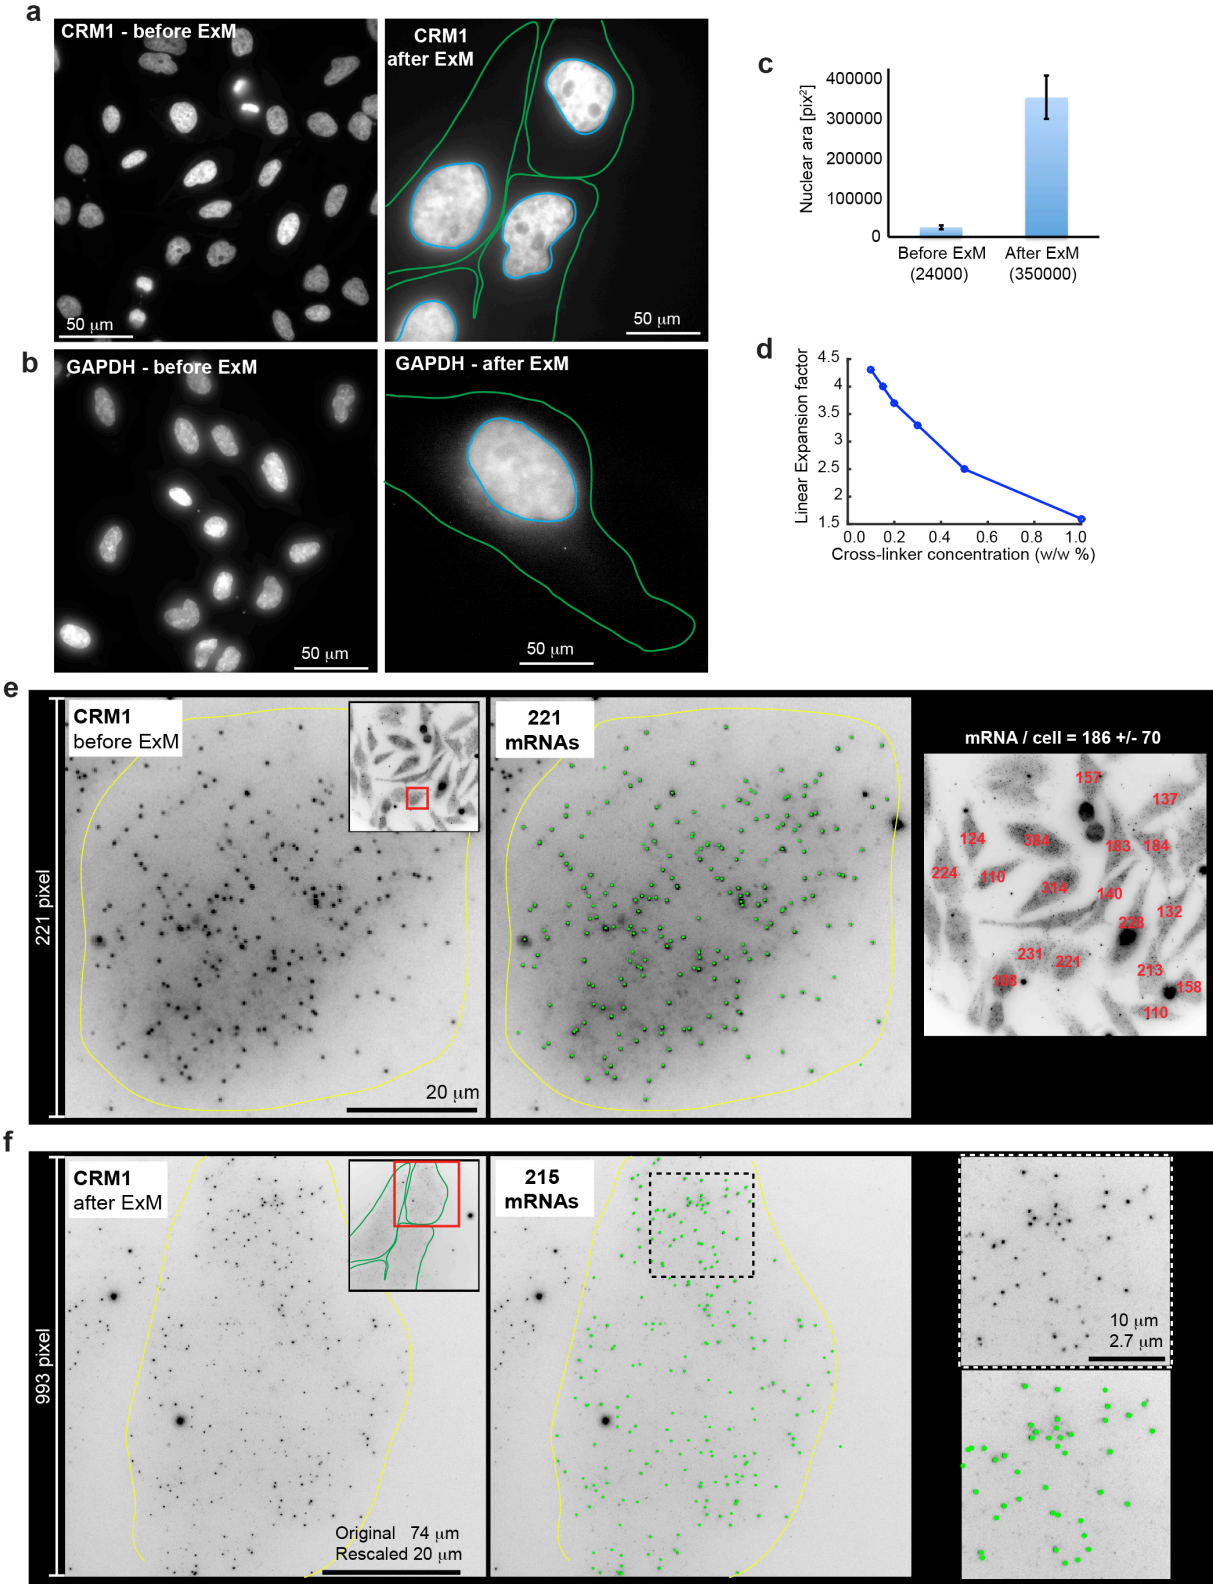 a
CRM1 - before ExM
50 μm
CRM1
after ExM
50 μm
b
GAPDH - before ExM
50 μm
GAPDH - after ExM
50 μm
c
Nuclear ara [pix²]
400000
300000
200000
100000
0
Before ExM
(24000)
After ExM
(350000)
d
Linear Expansion factor
4.5
4
3.5
3
2.5
2
1.5
0.0 0.2 0.4 0.6 0.8 1.0
Cross-linker concentration (w/w %)
e
221 pixel
CRM1
before ExM
20 μm
221
mRNAs
mRNA / cell = 186 +/- 70
157
137
124
384
183
184
224
110
314
140
132
228
231
221
213
108
158
110
f
993 pixel
CRM1
after ExM
Original 74 μm
Rescaled 20 μm
215
mRNAs
10 μm
2.7 μm